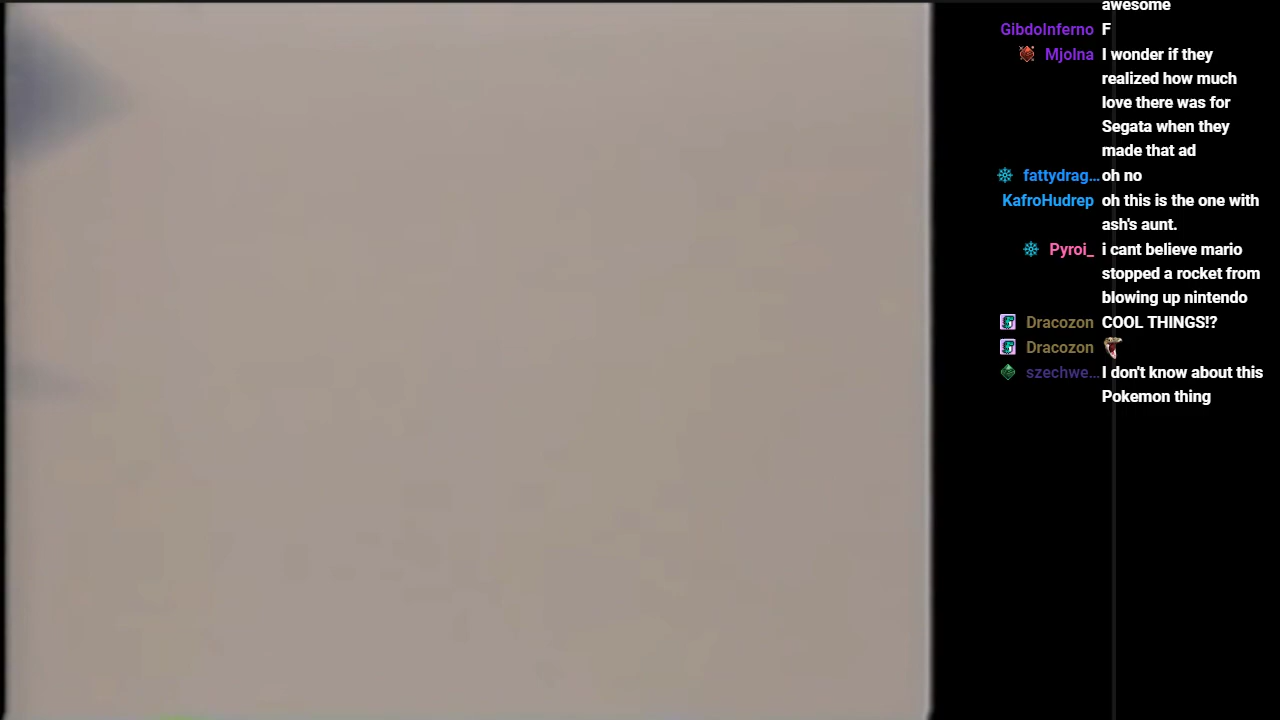 awesome
GibdoInferno F
Mjolna I wonder if they
realized how much
love there was for
Segata when they
made that ad
fattydrag... oh no
KafroHudrep oh this is the one with
ash's aunt.
Pyroi_ i cant believe mario
stopped a rocket from
blowing up nintendo
Dracozon COOL THINGS!?
Dracozon
szechwe... I don't know about this
Pokemon thing